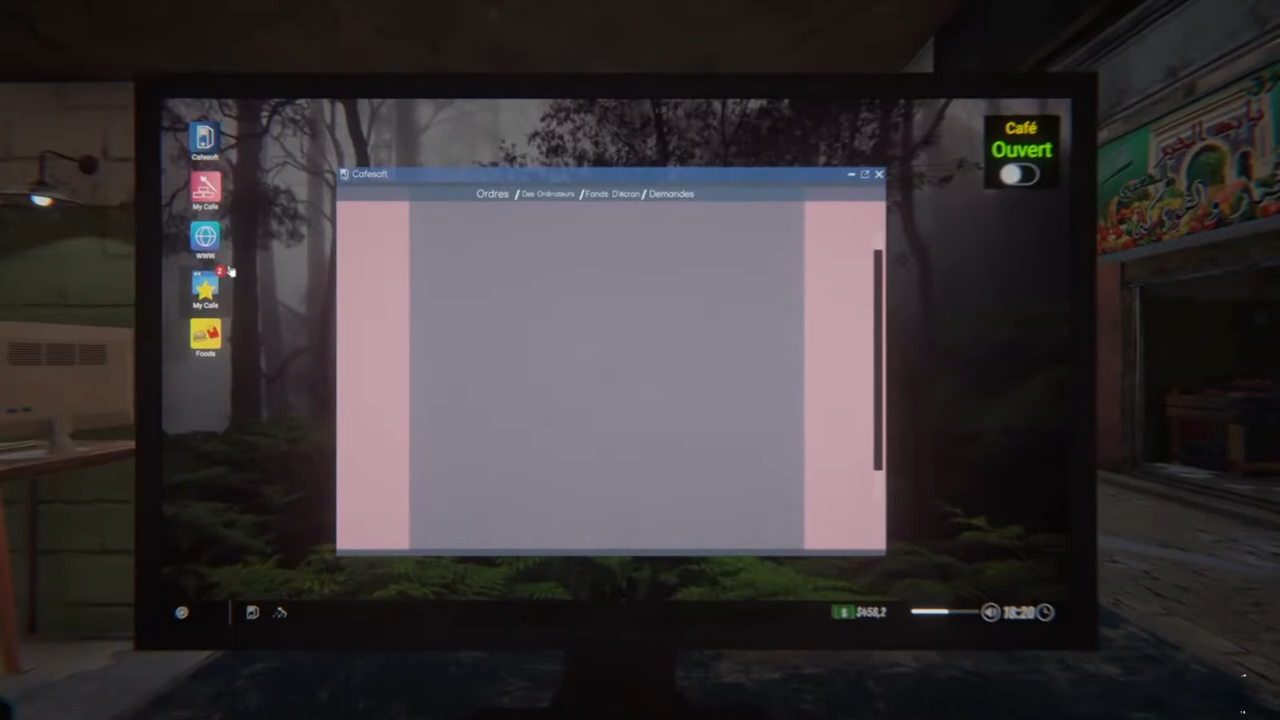 Café
Ouvert
Cafesoft
Cafesoft
Ordres / Des Ordinateurs / Fonds D'écran / Demandes
My Cafe
WWW
2
My Cafe
Foods
$ $458,2
18:20